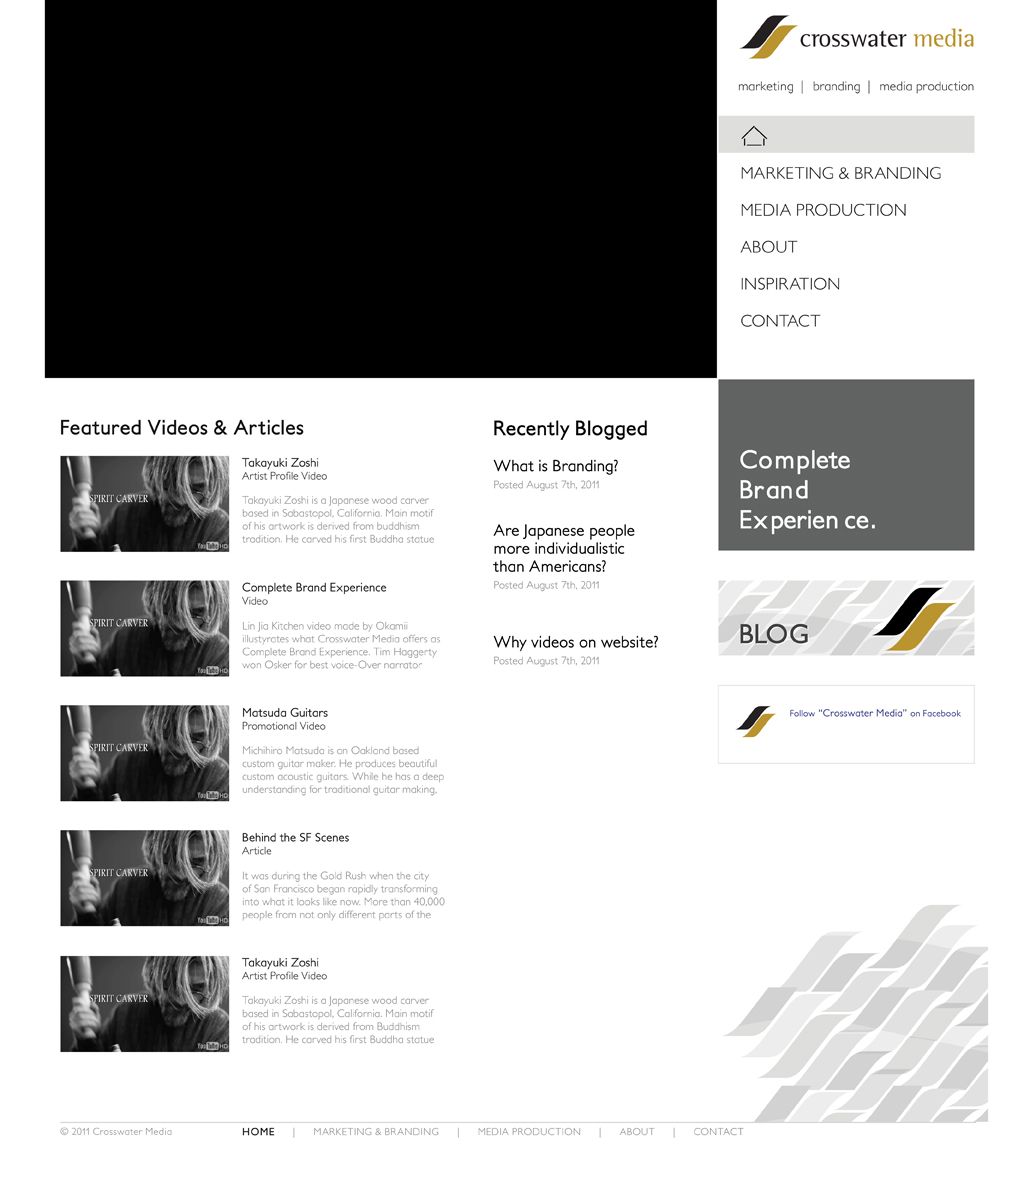 crosswater media
marketing | branding | media production
MARKETING & BRANDING
MEDIA PRODUCTION
ABOUT
INSPIRATION
CONTACT
Complete
Brand
Experien ce.
BLOG
Follow “Crosswater Media” on Facebook
Featured Videos & Articles
SPIRIT CARVER
YouTube HD
Takayuki Zoshi
Artist Profile Video
Takayuki Zoshi is a Japanese wood carver
based in Sabastopol, California. Main motif
of his artwork is derived from buddhism
tradition. He carved his first Buddha statue
SPIRIT CARVER
YouTube HD
Complete Brand Experience
Video
Lin Jia Kitchen video made by Okamii
illustyrates what Crosswater Media offers as
Complete Brand Experience. Tim Haggerty
won Osker for best voice-Over narrator
SPIRIT CARVER
YouTube HD
Matsuda Guitars
Promotional Video
Michihiro Matsuda is an Oakland based
custom guitar maker. He produces beautiful
custom acoustic guitars. While he has a deep
understanding for traditional guitar making,
SPIRIT CARVER
YouTube HD
Behind the SF Scenes
Article
It was during the Gold Rush when the city
of San Francisco began rapidly transforming
into what it looks like now. More than 40,000
people from not only different parts of the
SPIRIT CARVER
YouTube HD
Takayuki Zoshi
Artist Profile Video
Takayuki Zoshi is a Japanese wood carver
based in Sabastopol, California. Main motif
of his artwork is derived from Buddhism
tradition. He carved his first Buddha statue
Recently Blogged
What is Branding?
Posted August 7th, 2011
Are Japanese people
more individualistic
than Americans?
Posted August 7th, 2011
Why videos on website?
Posted August 7th, 2011
© 2011 Crosswater Media
HOME | MARKETING & BRANDING | MEDIA PRODUCTION | ABOUT | CONTACT